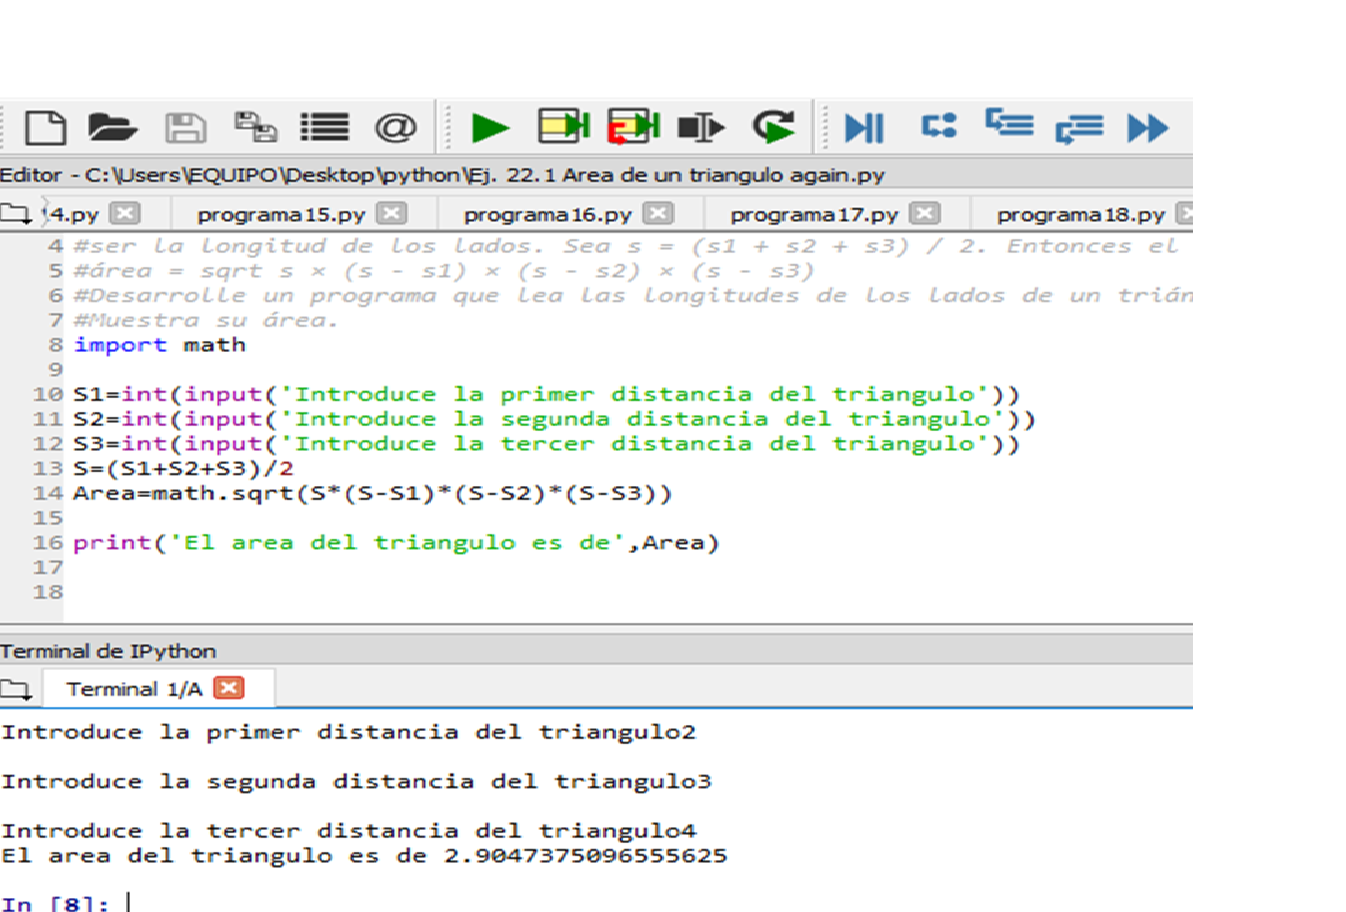 Editor - C:\Users\EQUIPO\Desktop\python\Ej. 22.1 Area de un triangulo again.py
4.py programa15.py programa16.py programa17.py programa18.py
4 #ser la longitud de los lados. Sea s = (s1 + s2 + s3) / 2. Entonces el
5 #área = sqrt s × (s - s1) × (s - s2) × (s - s3)
6 #Desarrolle un programa que lea las longitudes de los lados de un trián
7 #Muestra su área.
8 import math
9
10 S1=int(input('Introduce la primer distancia del triangulo'))
11 S2=int(input('Introduce la segunda distancia del triangulo'))
12 S3=int(input('Introduce la tercer distancia del triangulo'))
13 S=(S1+S2+S3)/2
14 Area=math.sqrt(S*(S-S1)*(S-S2)*(S-S3))
15
16 print('El area del triangulo es de',Area)
17
18
Terminal de IPython
Terminal 1/A
Introduce la primer distancia del triangulo2
Introduce la segunda distancia del triangulo3
Introduce la tercer distancia del triangulo4
El area del triangulo es de 2.9047375096555625
In [8]: